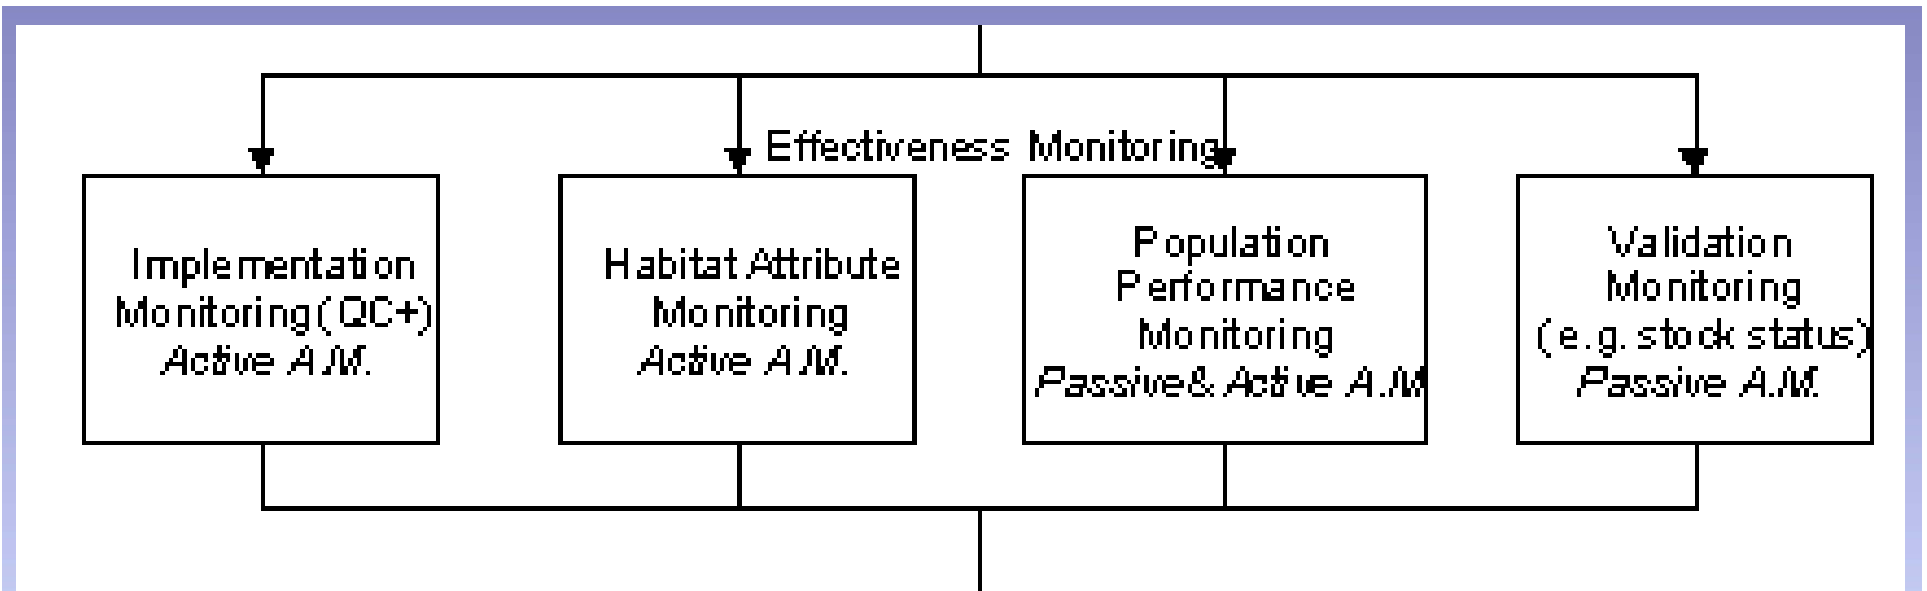 Effectiveness Monitoring
Implementation
Monitoring (QC+)
Active A.M.
Habitat Attribute
Monitoring
Active A.M.
Population
Performance
Monitoring
Passive & Active A.M
Validation
Monitoring
(e.g. stock status)
Passive A.M.